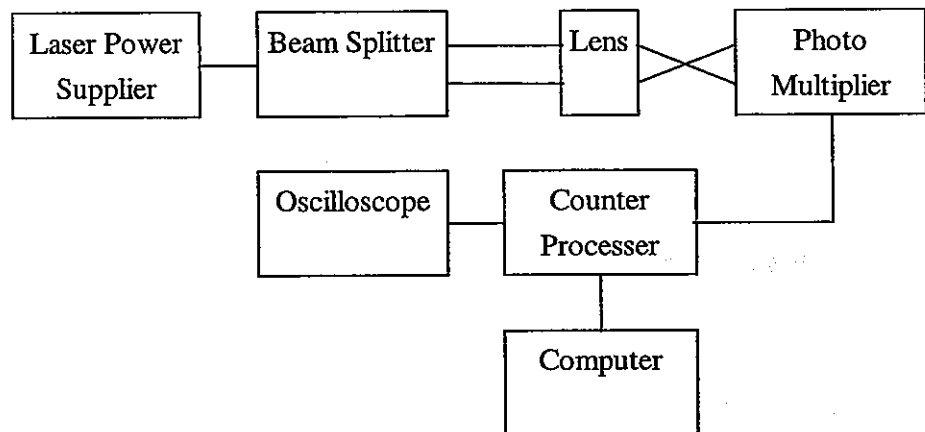 Laser Power
Supplier
Beam Splitter
Lens
Photo
Multiplier
Oscilloscope
Counter
Processer
Computer